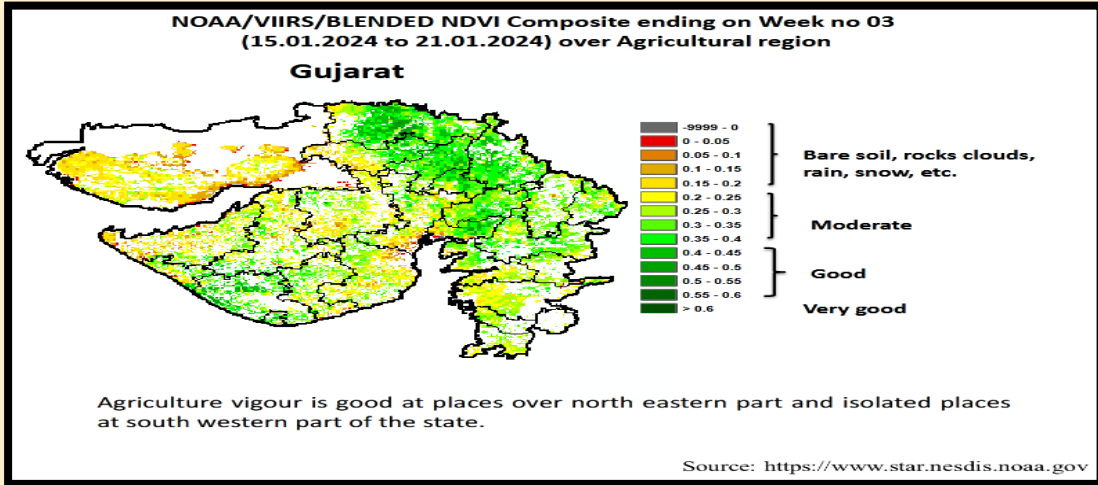 NOAA/VIIRS/BLENDED NDVI Composite ending on Week no 03
(15.01.2024 to 21.01.2024) over Agricultural region
Gujarat
-9999 - 0
0 - 0.05
0.05 - 0.1
0.1 - 0.15
0.15 - 0.2
0.2 - 0.25
0.25 - 0.3
0.3 - 0.35
0.35 - 0.4
0.4 - 0.45
0.45 - 0.5
0.5 - 0.55
0.55 - 0.6
> 0.6
Bare soil, rocks clouds,
rain, snow, etc.
Moderate
Good
Very good
Agriculture vigour is good at places over north eastern part and isolated places
at south western part of the state.
Source: https://www.star.nesdis.noaa.gov